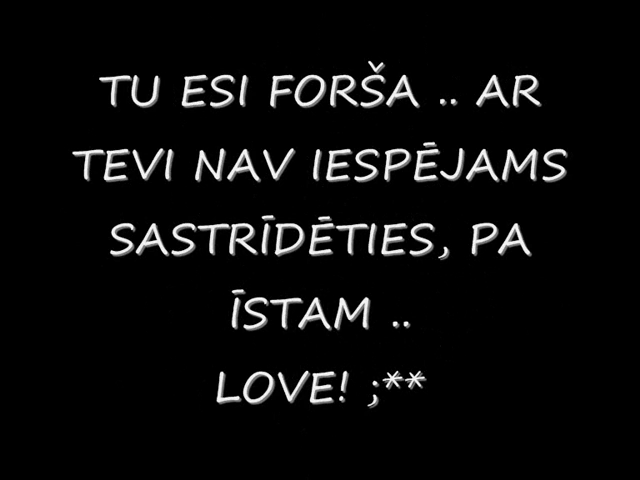 TU ESI FORŠA .. AR
TEVI NAV IESPĒJAMS
SASTRĪDĒTIES, PA
ĪSTAM ..
LOVE! ;**